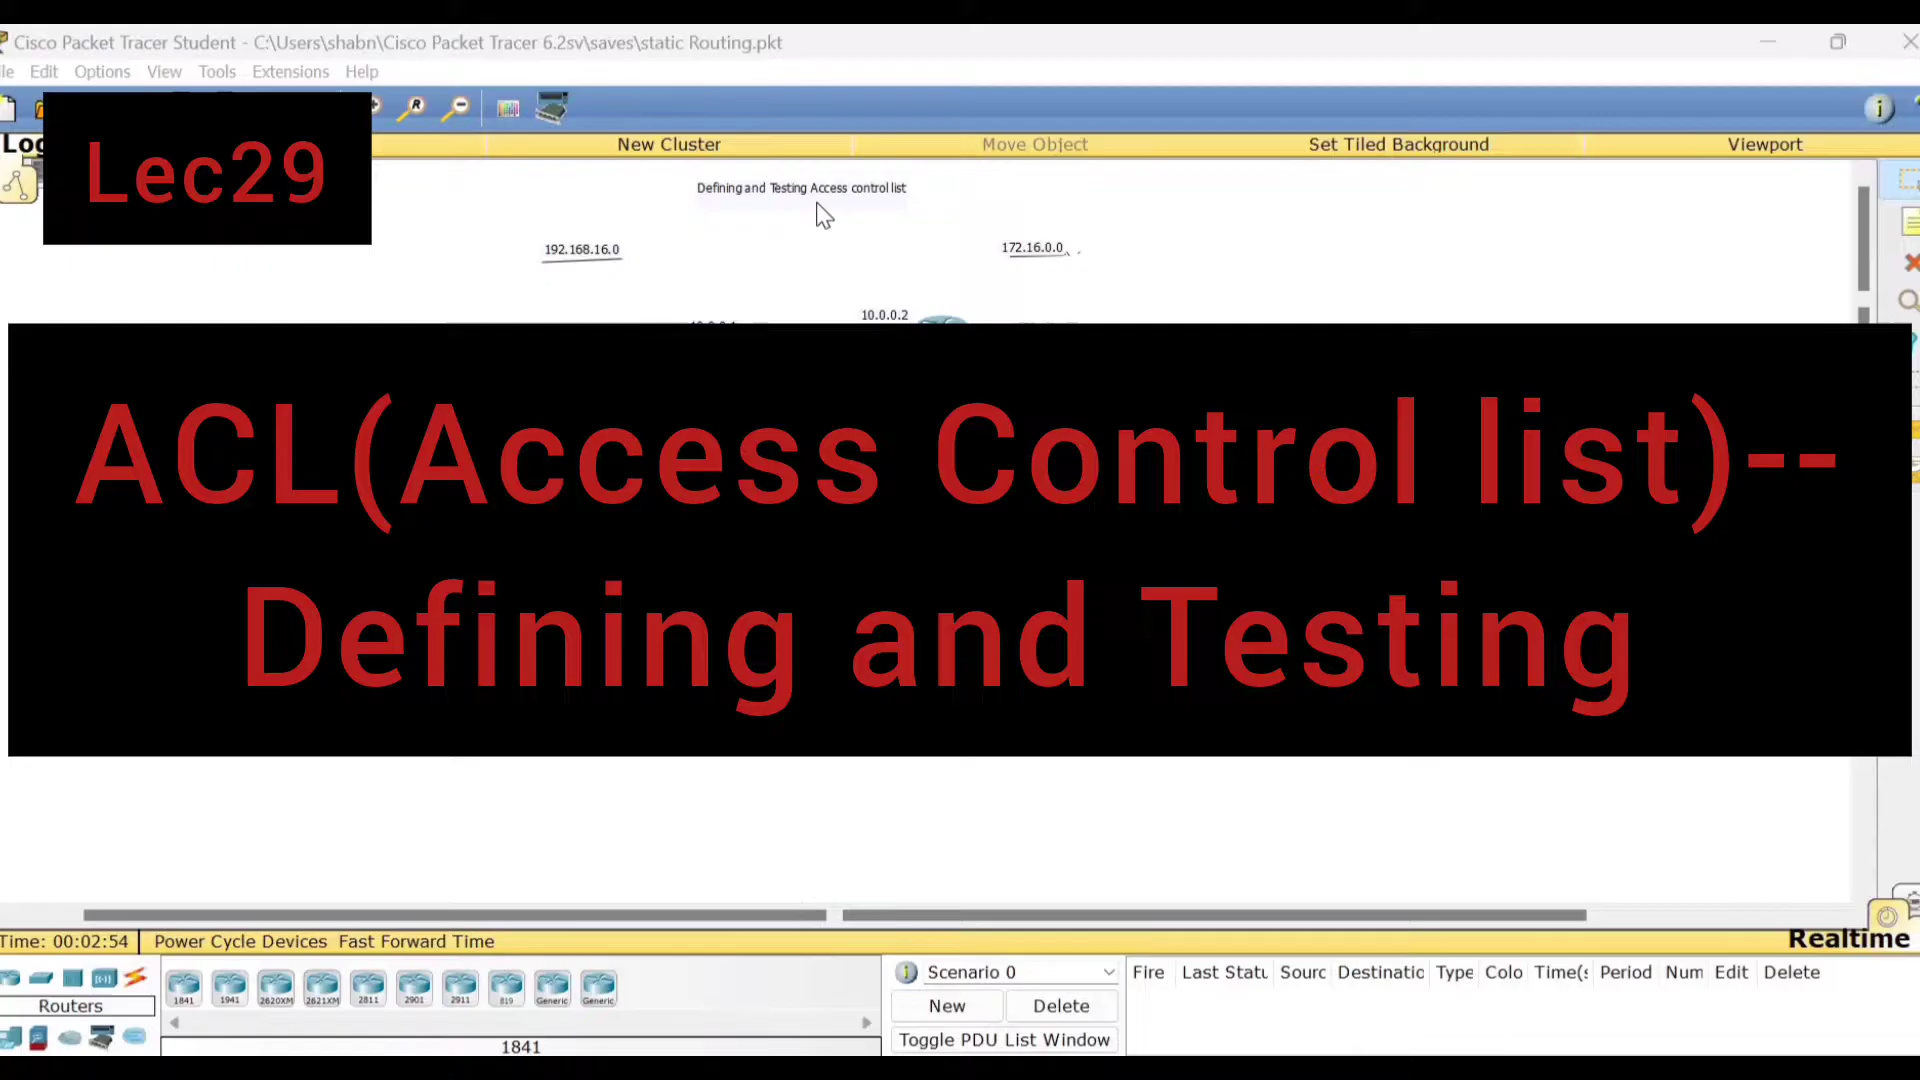 Cisco Packet Tracer Student - C:\Users\shabn\Cisco Packet Tracer 6.2sv\saves\static Routing.pkt
Edit Options View Tools Extensions Help
Lec29
New Cluster Move Object Set Tiled Background Viewport
Defining and Testing Access control list
192.168.16.0
172.16.0.0
10.0.0.2
ACL(Access Control list)--
Defining and Testing
Time: 00:02:54 Power Cycle Devices Fast Forward Time
Realtime
Routers
1841 1941 2620XM 2621XM 2811 2901 2911 819 Generic Generic
1841
Scenario 0
New Delete
Toggle PDU List Window
Fire Last Statu Sourc Destinatic Type Colo Time(s Period Num Edit Delete